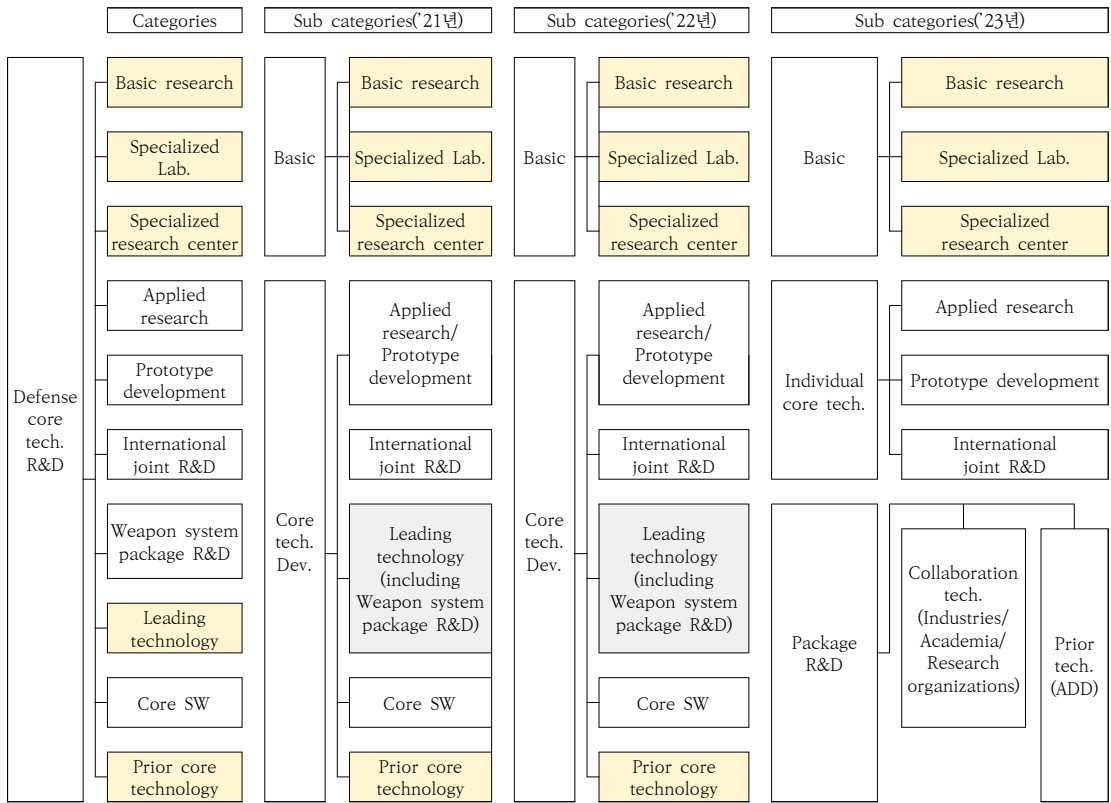 Categories
Sub categories('21년)
Sub categories('22년)
Sub categories('23년)
Defense
core
tech.
R&D
Basic research
Specialized
Lab.
Specialized
research center
Applied
research
Prototype
development
International
joint R&D
Weapon system
package R&D
Leading
technology
Core SW
Prior core
technology
Basic
Basic research
Specialized Lab.
Specialized
research center
Core
tech.
Dev.
Applied
research/
Prototype
development
International
joint R&D
Leading
technology
(including
Weapon system
package R&D)
Core SW
Prior core
technology
Basic
Basic research
Specialized Lab.
Specialized
research center
Core
tech.
Dev.
Applied
research/
Prototype
development
International
joint R&D
Leading
technology
(including
Weapon system
package R&D)
Core SW
Prior core
technology
Basic
Basic research
Specialized Lab.
Specialized
research center
Individual
core tech.
Applied research
Prototype development
International
joint R&D
Package
R&D
Collaboration
tech.
(Industries/
Academia/
Research
organizations)
Prior
tech.
(ADD)